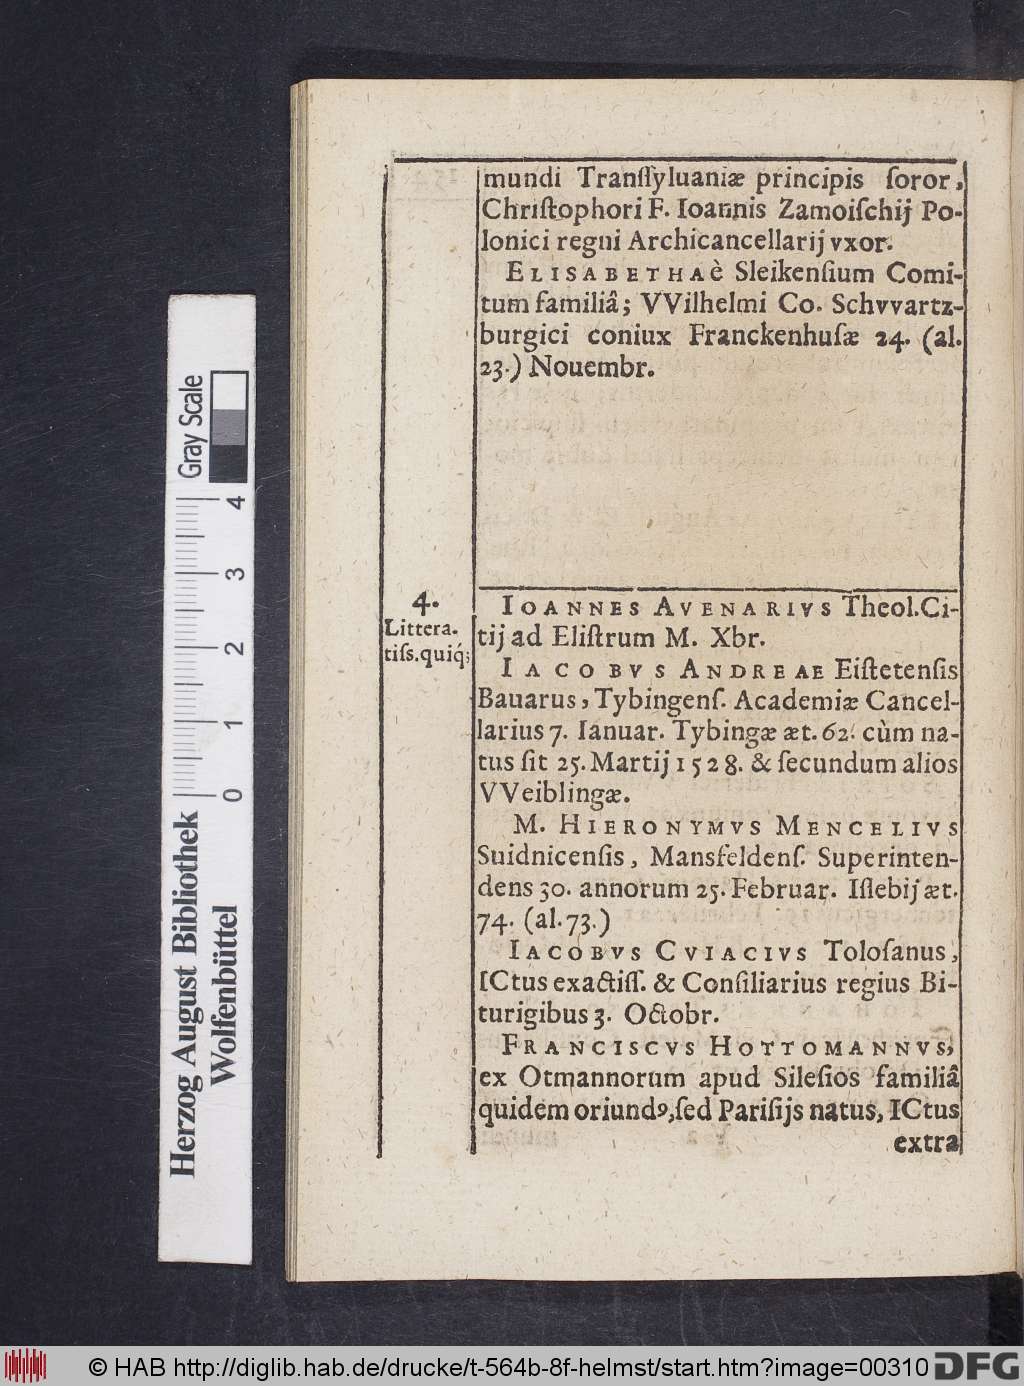 mundi Tranſſyluaniæ principis ſoror,
Chriſtophori F. Ioannis Zamoiſchij Po-
lonici regni Archicancellarij vxor.
ELISABETHA è Sleikenſium Comi-
tum familiâ; VVilhelmi Co. Schvvartz-
burgici coniux Franckenhuſæ 24. (al.
23.) Nouembr.
4.
Littera.
tiſs.quiq́;
IOANNES AVENARIVS Theol.Ci-
tij ad Eliſtrum M. Xbr.
IACOBVS ANDREAE Eiſtetenſis
Bauarus, Tybingenſ. Academiæ Cancel-
larius 7. Ianuar. Tybingæ æt. 62. cùm na-
tus ſit 25. Martij 1528. & ſecundum alios
VVeiblingæ.
M. HIERONYMVS MENCELIVS
Suidnicenſis, Mansfeldenſ. Superinten-
dens 30. annorum 25. Februar. Iſlebij æt.
74. (al. 73.)
IACOBVS CVIACIVS Toloſanus,
ICtus exactiſſ. & Conſiliarius regius Bi-
turigibus 3. Octobr.
FRANCISCVS HOTTOMANNVS,
ex Otmannorum apud Sileſios familiâ
quidem oriundꝰ,ſed Pariſijs natus, ICtus
extra
Gray Scale
4
3
2
1
0
Herzog August Bibliothek
Wolfenbüttel
© HAB http://diglib.hab.de/drucke/t-564b-8f-helmst/start.htm?image=00310
DFG